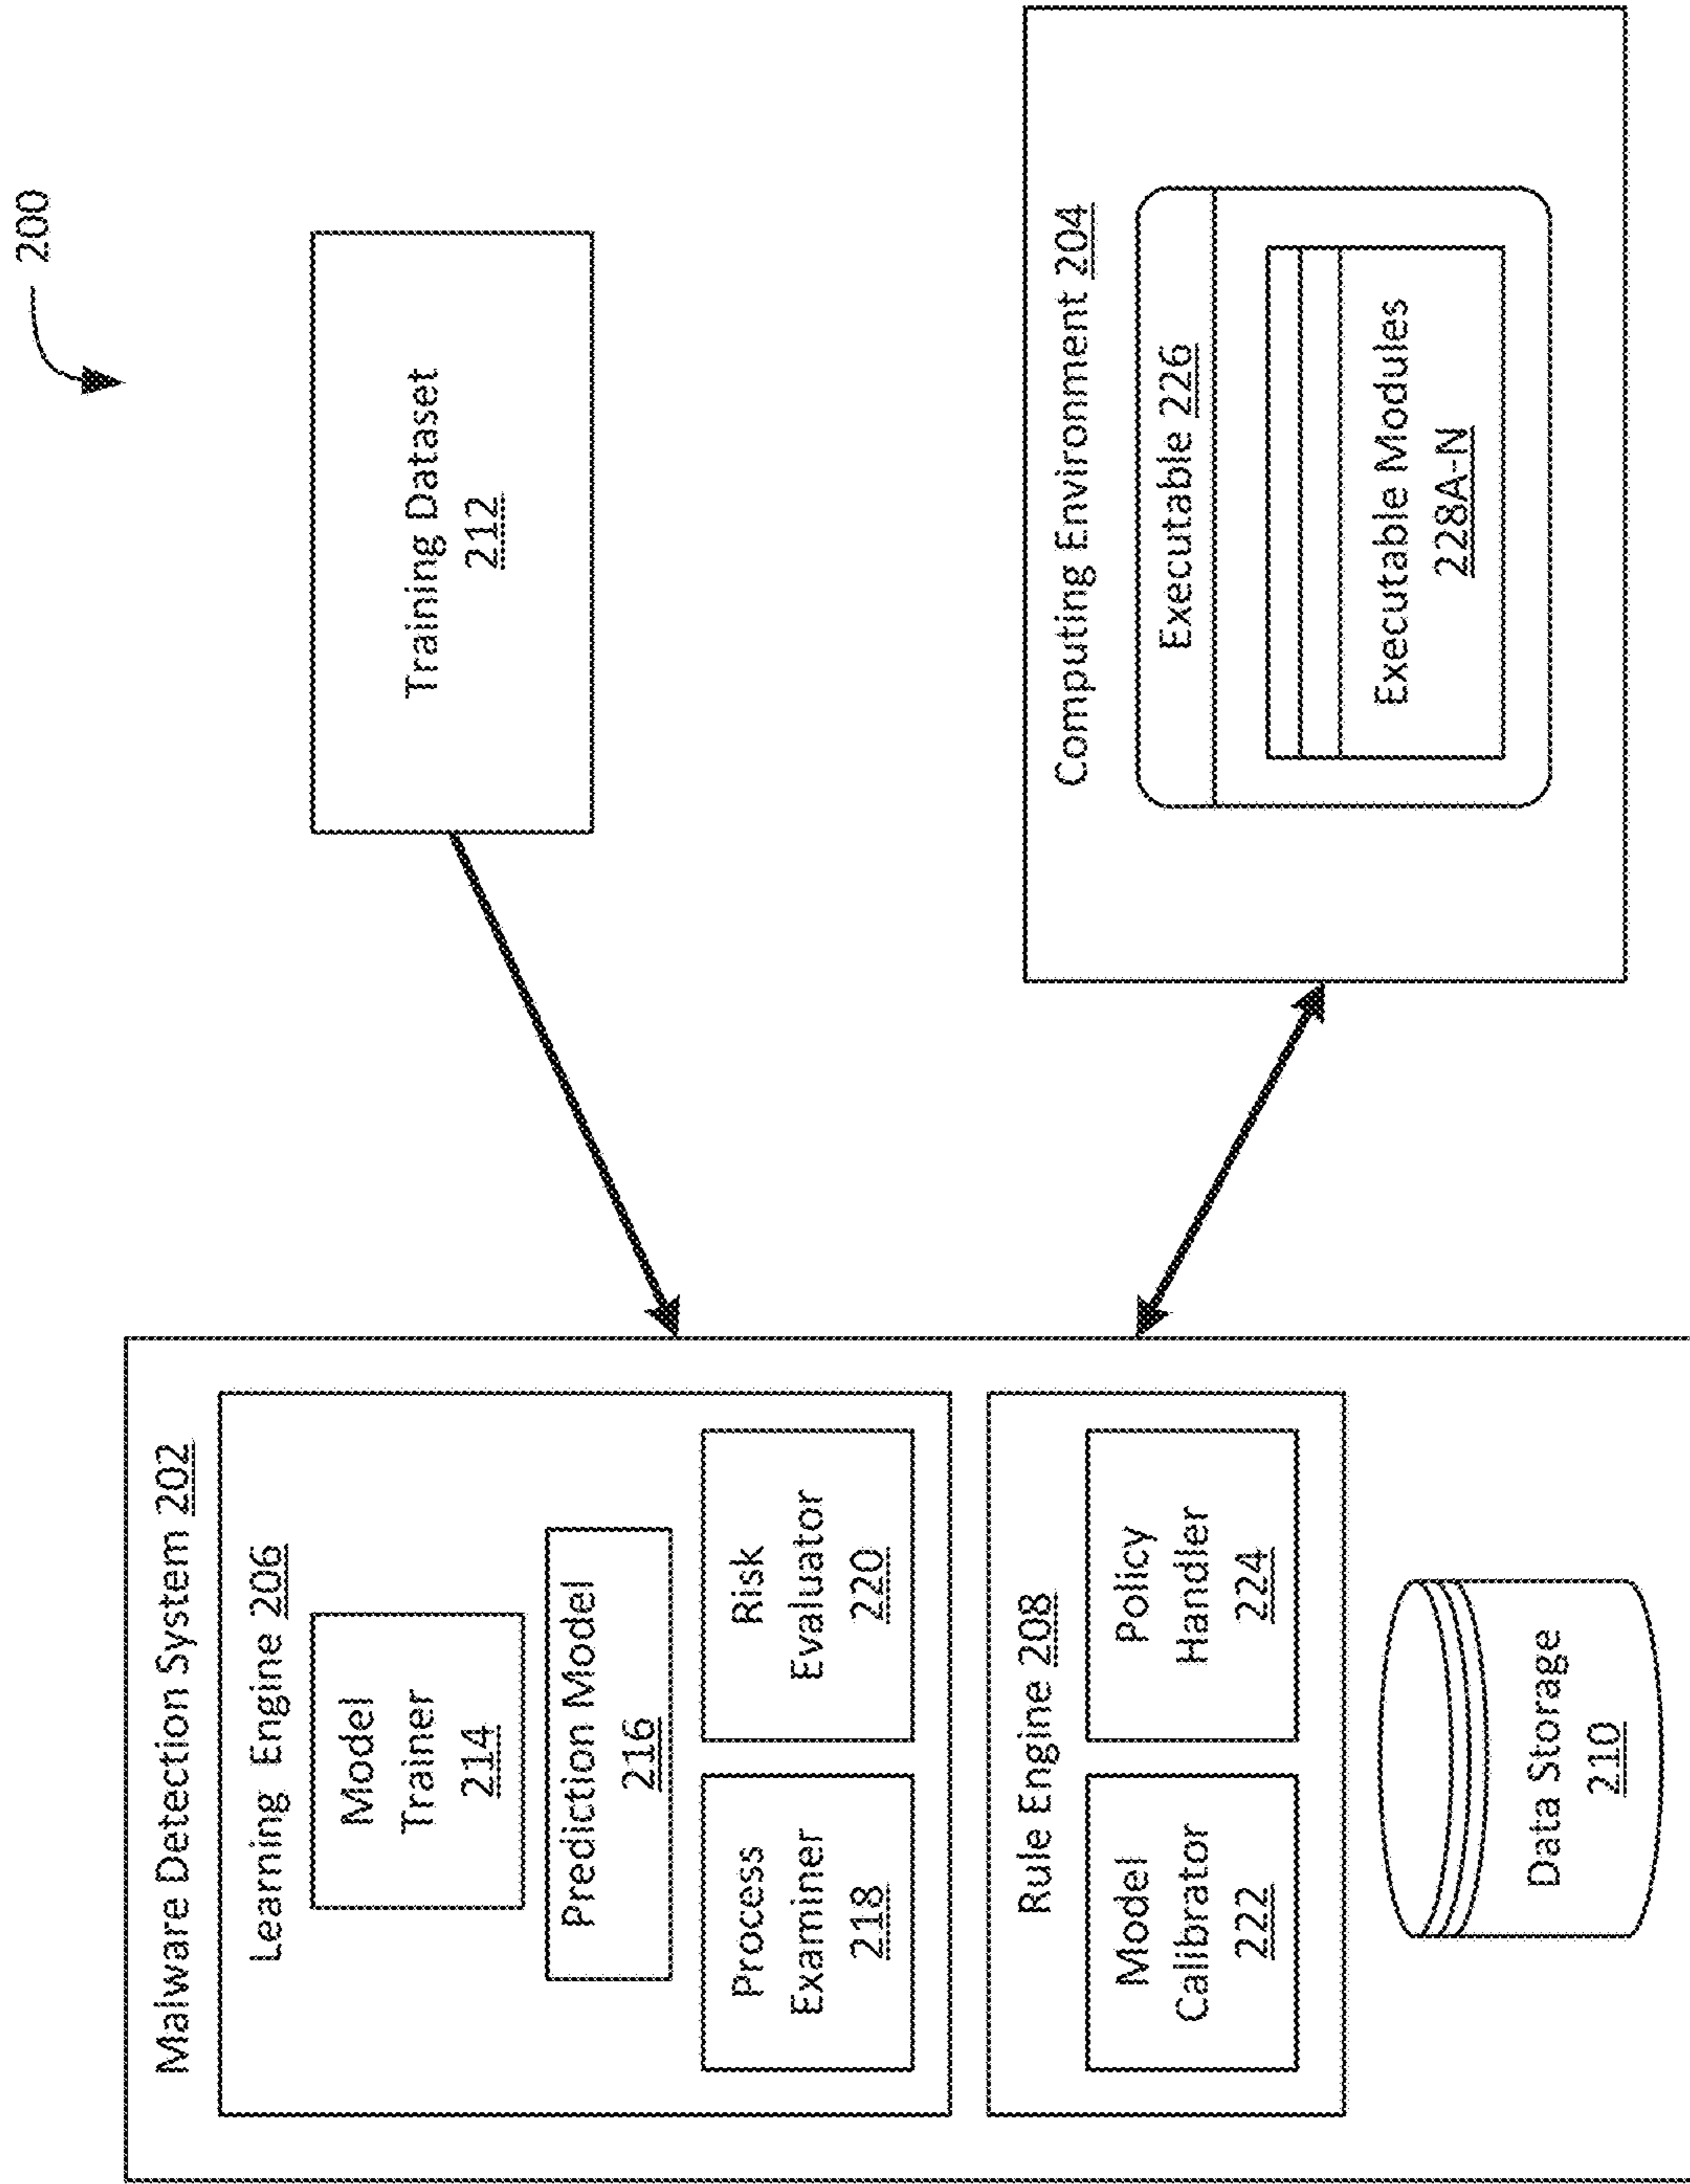 200
Malware Detection System 202
Learning Engine 206
Model
Trainer
214
Prediction Model
216
Process
Examiner
218
Risk
Evaluator
220
Rule Engine 208
Model
Calibrator
222
Policy
Handler
224
Data Storage
210
Training Dataset
212
Computing Environment 204
Executable 226
Executable Modules
228A-N